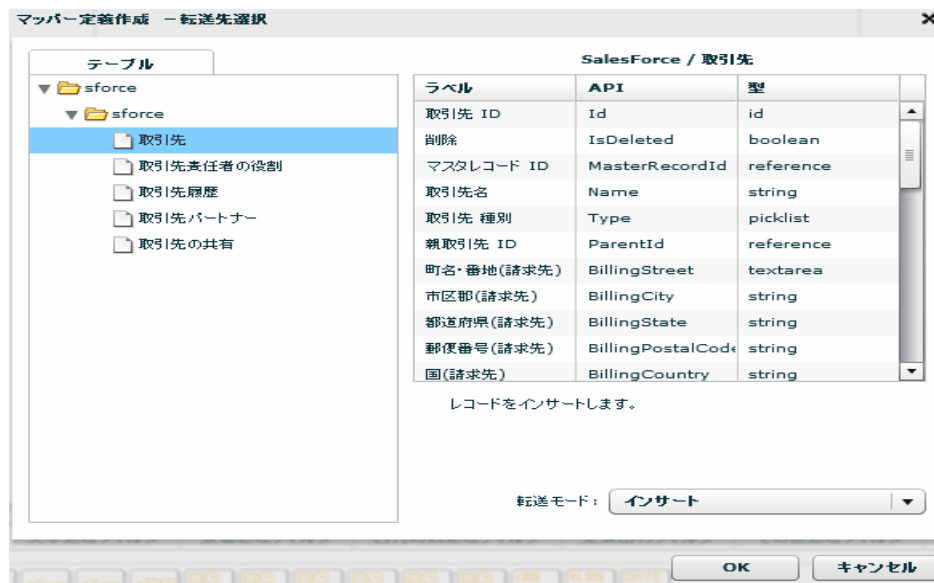 マッパー定義作成 －転送先選択
テーブル
sforce
sforce
取引先
取引先責任者の役割
取引先履歴
取引先パートナー
取引先の共有
SalesForce / 取引先
ラベル API 型
取引先 ID Id id
削除 IsDeleted boolean
マスタレコード ID MasterRecordId reference
取引先名 Name string
取引先 種別 Type picklist
親取引先 ID ParentId reference
町名・番地(請求先) BillingStreet textarea
市区郡(請求先) BillingCity string
都道府県(請求先) BillingState string
郵便番号(請求先) BillingPostalCode string
国(請求先) BillingCountry string
レコードをインサートします。
転送モード： インサート
OK キャンセル